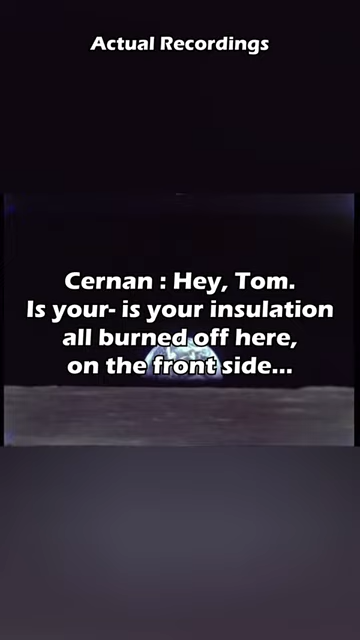 Actual Recordings
Cernan : Hey, Tom.
Is your- is your insulation
all burned off here,
on the front side...